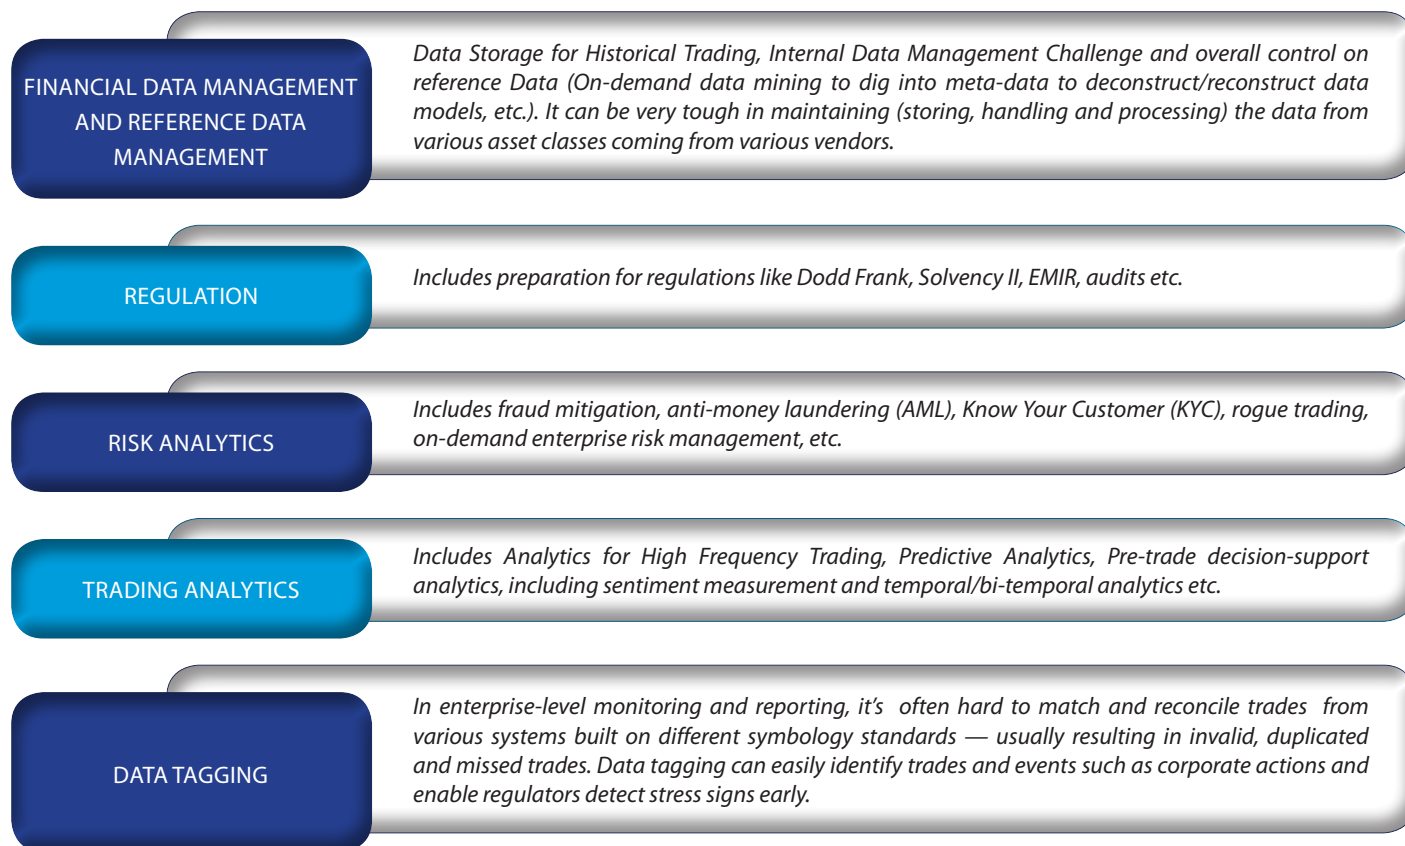 FINANCIAL DATA MANAGEMENT
AND REFERENCE DATA
MANAGEMENT
Data Storage for Historical Trading, Internal Data Management Challenge and overall control on
reference Data (On-demand data mining to dig into meta-data to deconstruct/reconstruct data
models, etc.). It can be very tough in maintaining (storing, handling and processing) the data from
various asset classes coming from various vendors.
REGULATION
Includes preparation for regulations like Dodd Frank, Solvency II, EMIR, audits etc.
RISK ANALYTICS
Includes fraud mitigation, anti-money laundering (AML), Know Your Customer (KYC), rogue trading,
on-demand enterprise risk management, etc.
TRADING ANALYTICS
Includes Analytics for High Frequency Trading, Predictive Analytics, Pre-trade decision-support
analytics, including sentiment measurement and temporal/bi-temporal analytics etc.
DATA TAGGING
In enterprise-level monitoring and reporting, it's often hard to match and reconcile trades from
various systems built on different symbology standards — usually resulting in invalid, duplicated
and missed trades. Data tagging can easily identify trades and events such as corporate actions and
enable regulators detect stress signs early.